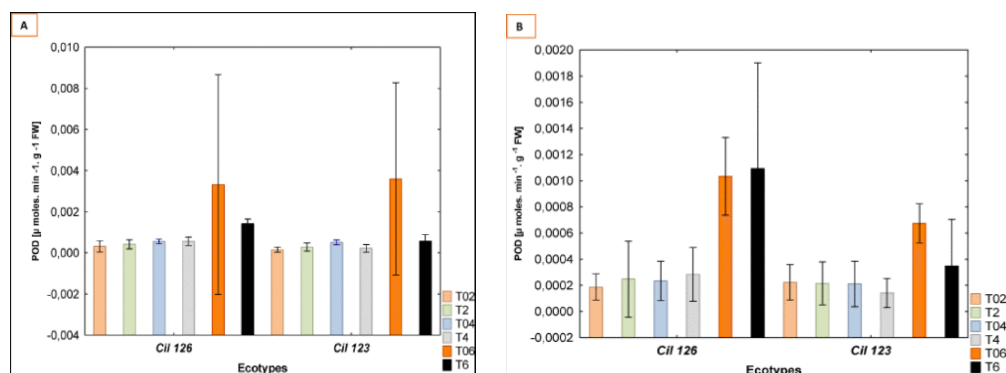 A
0,010
0,008
0,006
0,004
0,002
0,000
-0,002
-0,004
POD [µ moles. min -1. g -1 FW]
Cil 126
Cil 123
Ecotypes
T02
T2
T04
T4
T06
T6
B
0,0020
0,0018
0,0016
0,0014
0,0012
0,0010
0,0008
0,0006
0,0004
0,0002
0,0000
-0,0002
POD [µ moles. min ⁻¹. g ⁻¹ FW]
Cil 126
Cil 123
Ecotypes
T02
T2
T04
T4
T06
T6